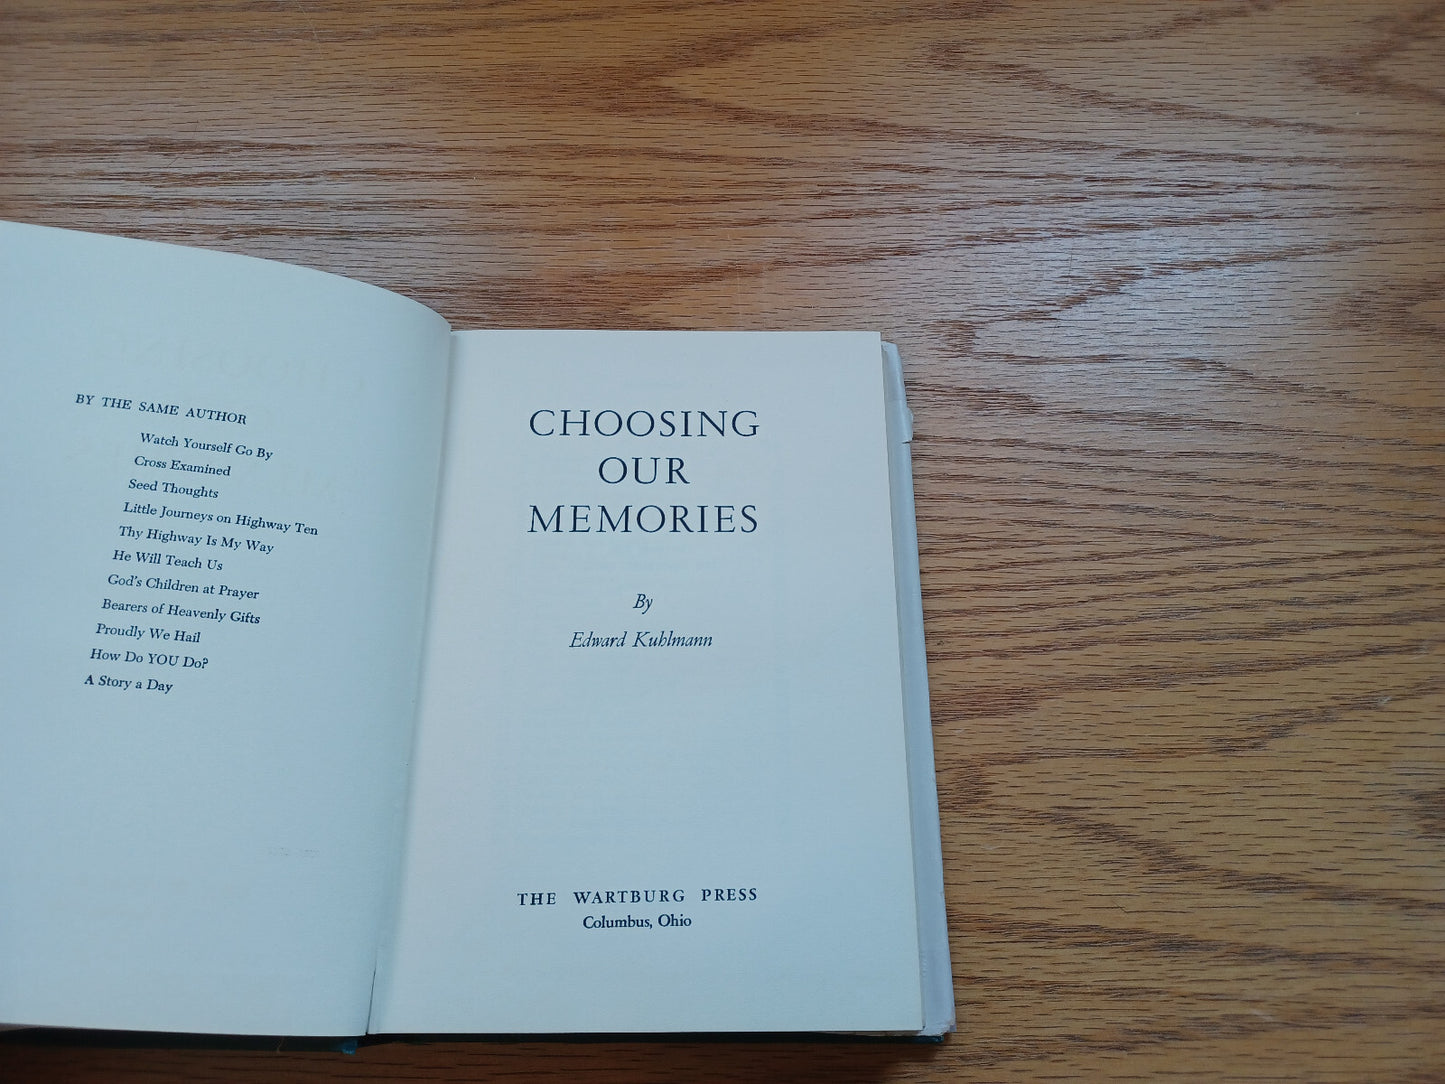 BY THE SAME AUTHOR
Watch Yourself Go By
Cross Examined
Seed Thoughts
Little Journeys on Highway Ten
Thy Highway Is My Way
He Will Teach Us
God's Children at Prayer
Bearers of Heavenly Gifts
Proudly We Hail
How Do YOU Do?
A Story a Day
CHOOSING
OUR
MEMORIES
By
Edward Kuhlmann
THE WARTBURG PRESS
Columbus, Ohio